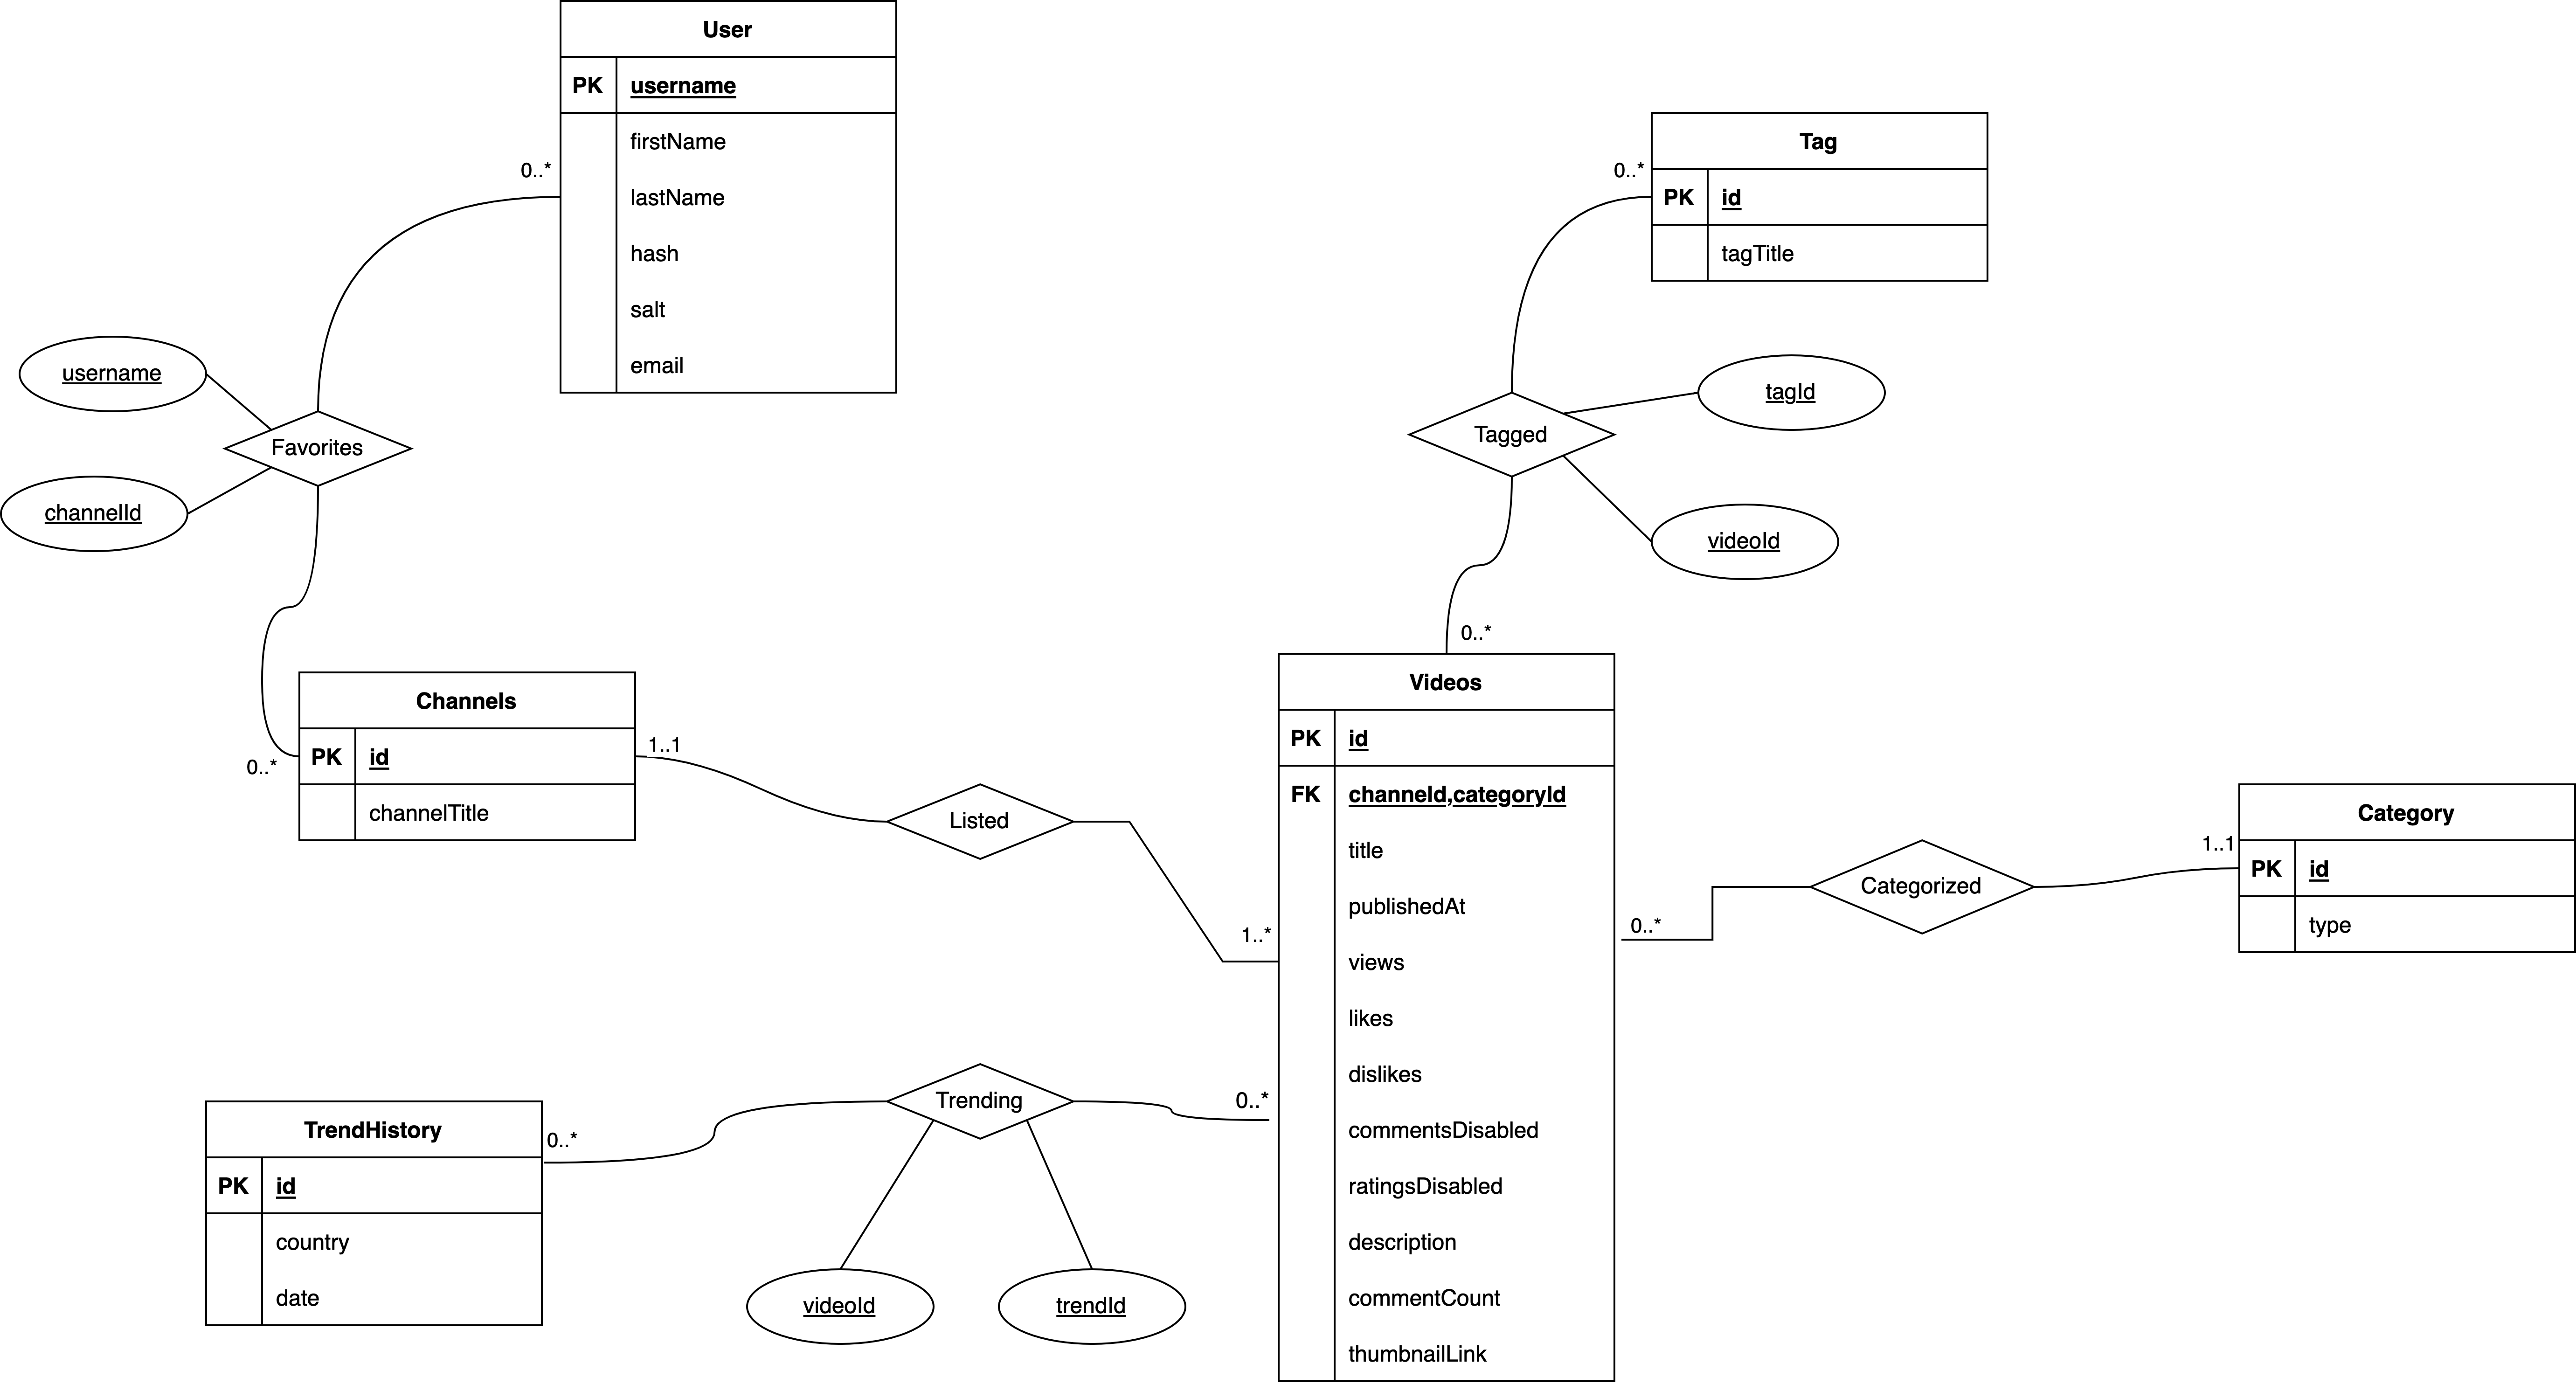 User
PK username
firstName
lastName
hash
salt
email
0..*
username
Favorites
channelId
0..*
Channels
PK id
channelTitle
1..1
Listed
1..*
Tag
PK id
tagTitle
0..*
Tagged
tagId
videoId
0..*
Videos
PK id
FK channeId,categoryId
title
publishedAt
views
likes
dislikes
commentsDisabled
ratingsDisabled
description
commentCount
thumbnailLink
0..*
Categorized
1..1
Category
PK id
type
TrendHistory
PK id
country
date
0..*
Trending
0..*
videoId
trendId